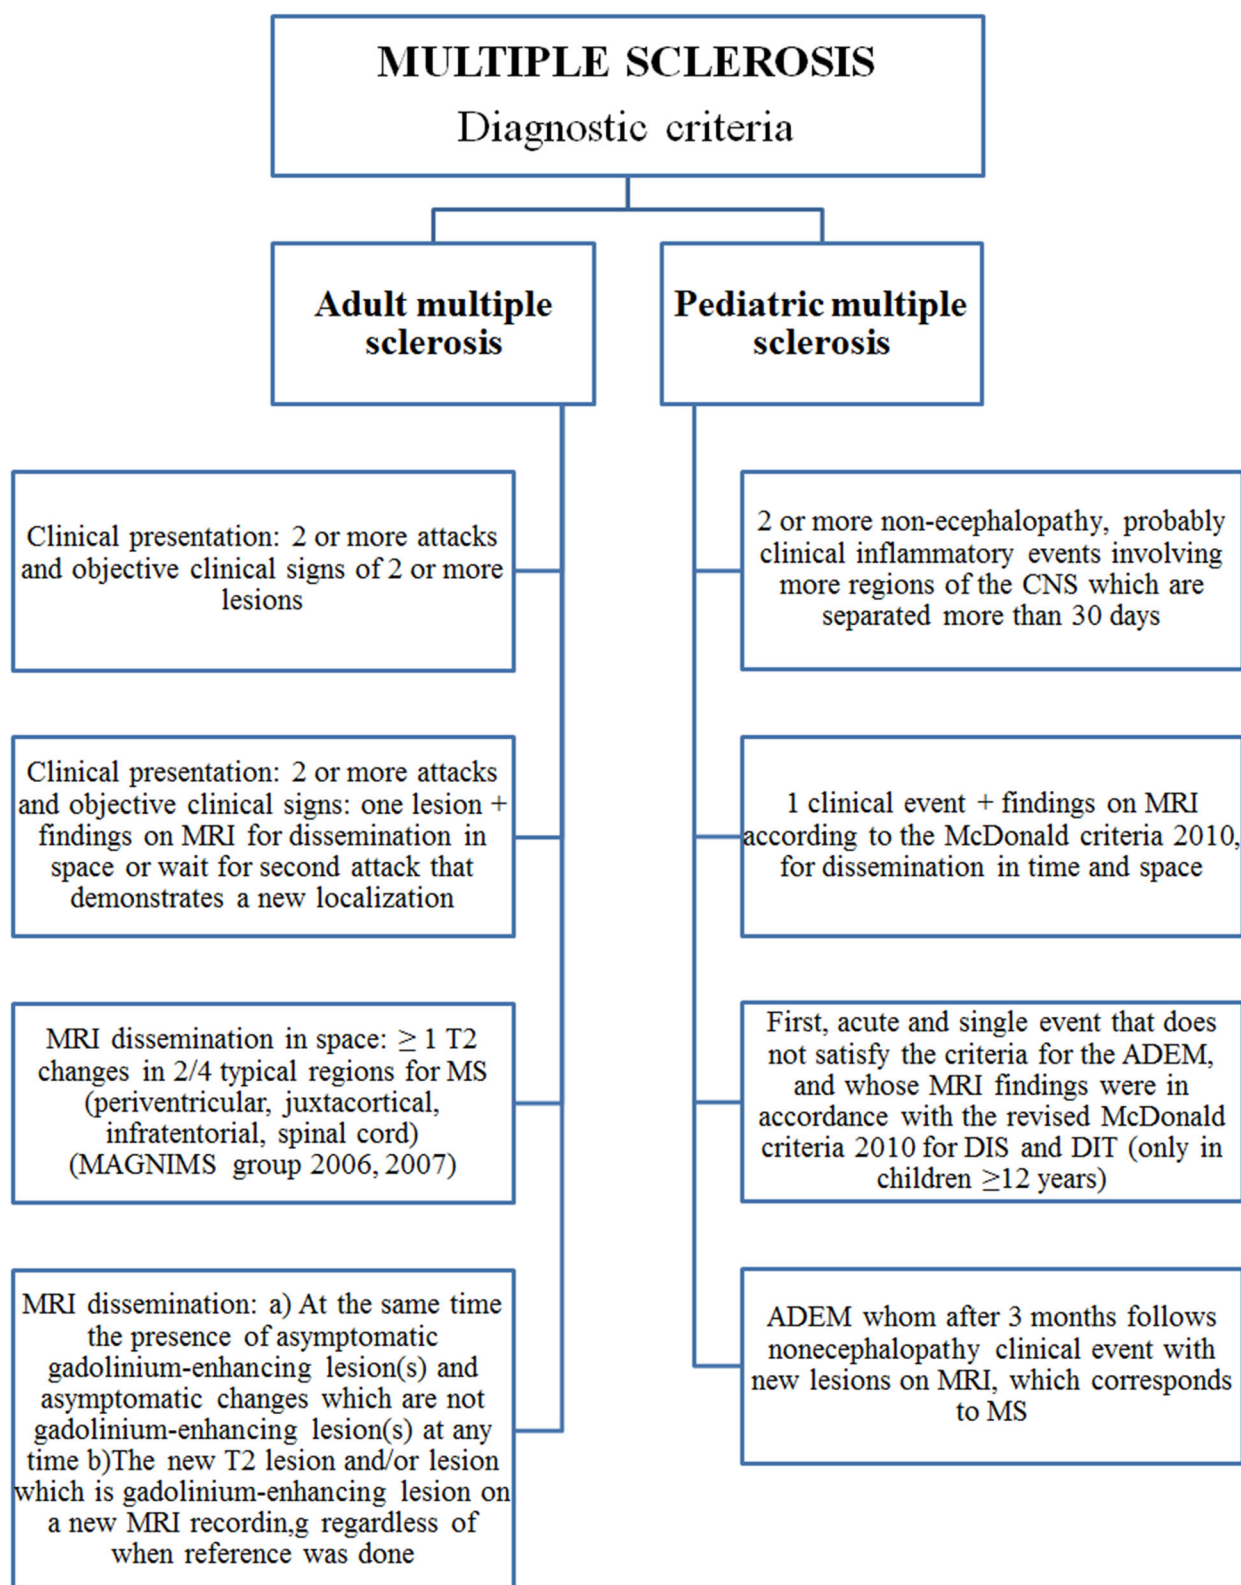 MULTIPLE SCLEROSIS
Diagnostic criteria
Adult multiple
sclerosis
Clinical presentation: 2 or more attacks
and objective clinical signs of 2 or more
lesions
Clinical presentation: 2 or more attacks
and objective clinical signs: one lesion +
findings on MRI for dissemination in
space or wait for second attack that
demonstrates a new localization
MRI dissemination in space: ≥ 1 T2
changes in 2/4 typical regions for MS
(periventricular, juxtacortical,
infratentorial, spinal cord)
(MAGNIMS group 2006, 2007)
MRI dissemination: a) At the same time
the presence of asymptomatic
gadolinium-enhancing lesion(s) and
asymptomatic changes which are not
gadolinium-enhancing lesion(s) at any
time b)The new T2 lesion and/or lesion
which is gadolinium-enhancing lesion on
a new MRI recordin,g regardless of
when reference was done
Pediatric multiple
sclerosis
2 or more non-ecephalopathy, probably
clinical inflammatory events involving
more regions of the CNS which are
separated more than 30 days
1 clinical event + findings on MRI
according to the McDonald criteria 2010,
for dissemination in time and space
First, acute and single event that does
not satisfy the criteria for the ADEM,
and whose MRI findings were in
accordance with the revised McDonald
criteria 2010 for DIS and DIT (only in
children ≥12 years)
ADEM whom after 3 months follows
nonecephalopathy clinical event with
new lesions on MRI, which corresponds
to MS